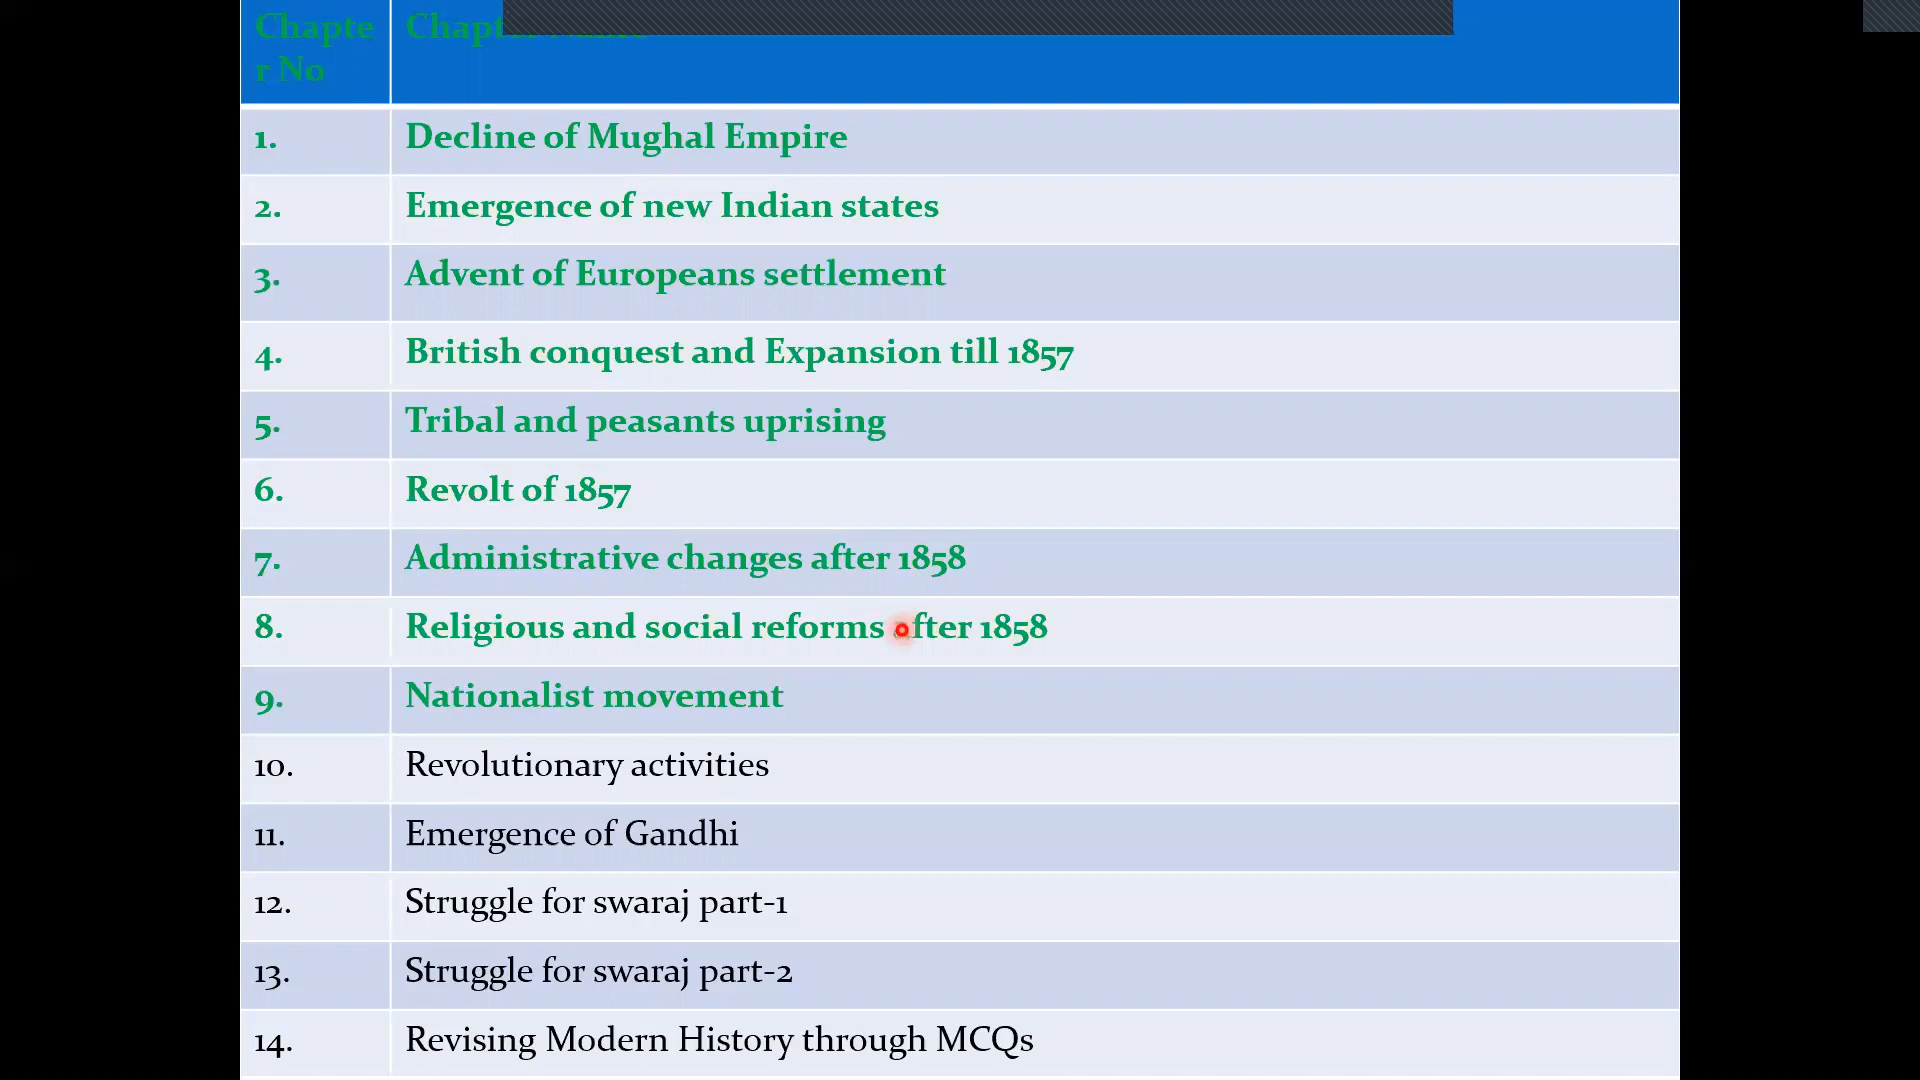 Chapte
r No
1. Decline of Mughal Empire
2. Emergence of new Indian states
3. Advent of Europeans settlement
4. British conquest and Expansion till 1857
5. Tribal and peasants uprising
6. Revolt of 1857
7. Administrative changes after 1858
8. Religious and social reforms after 1858
9. Nationalist movement
10. Revolutionary activities
11. Emergence of Gandhi
12. Struggle for swaraj part-1
13. Struggle for swaraj part-2
14. Revising Modern History through MCQs